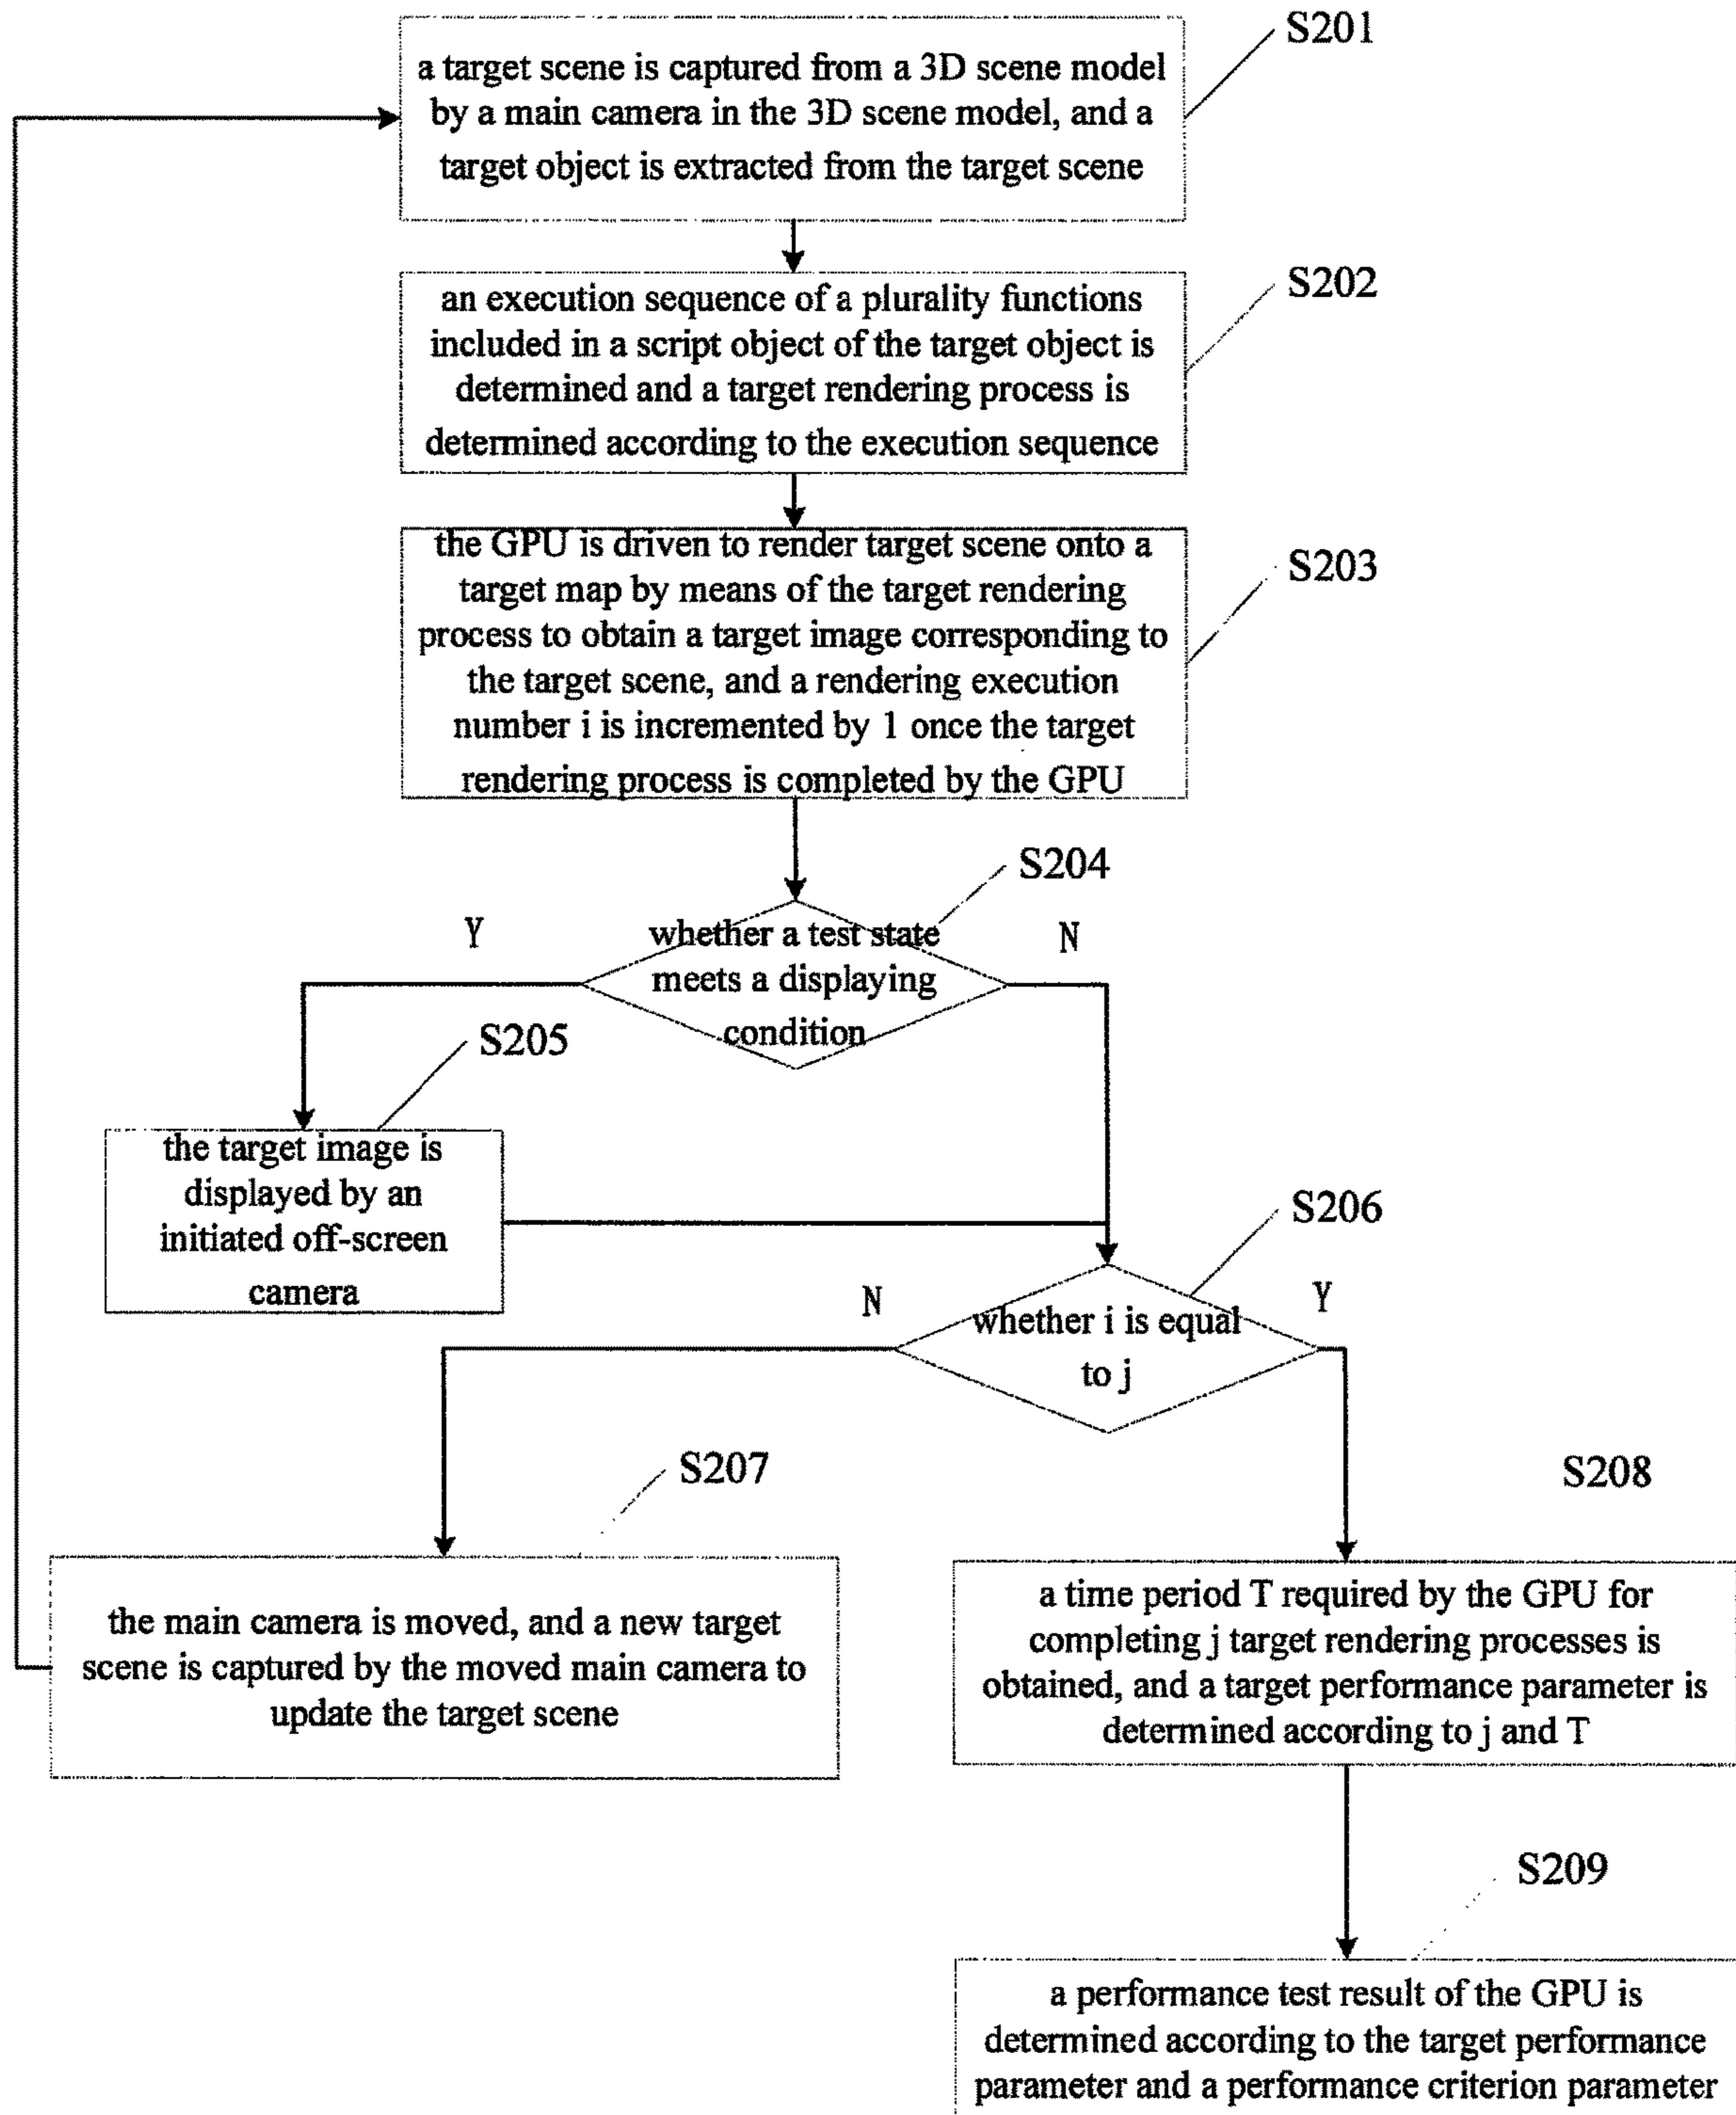 S201
a target scene is captured from a 3D scene model
by a main camera in the 3D scene model, and a
target object is extracted from the target scene
S202
an execution sequence of a plurality functions
included in a script object of the target object is
determined and a target rendering process is
determined according to the execution sequence
S203
the GPU is driven to render target scene onto a
target map by means of the target rendering
process to obtain a target image corresponding to
the target scene, and a rendering execution
number i is incremented by 1 once the target
rendering process is completed by the GPU
S204
Y
whether a test state
N
meets a displaying
condition
S205
the target image is
displayed by an
initiated off-screen
camera
S206
N
Y
whether i is equal
to j
S207
the main camera is moved, and a new target
scene is captured by the moved main camera to
update the target scene
S208
a time period T required by the GPU for
completing j target rendering processes is
obtained, and a target performance parameter is
determined according to j and T
S209
a performance test result of the GPU is
determined according to the target performance
parameter and a performance criterion parameter